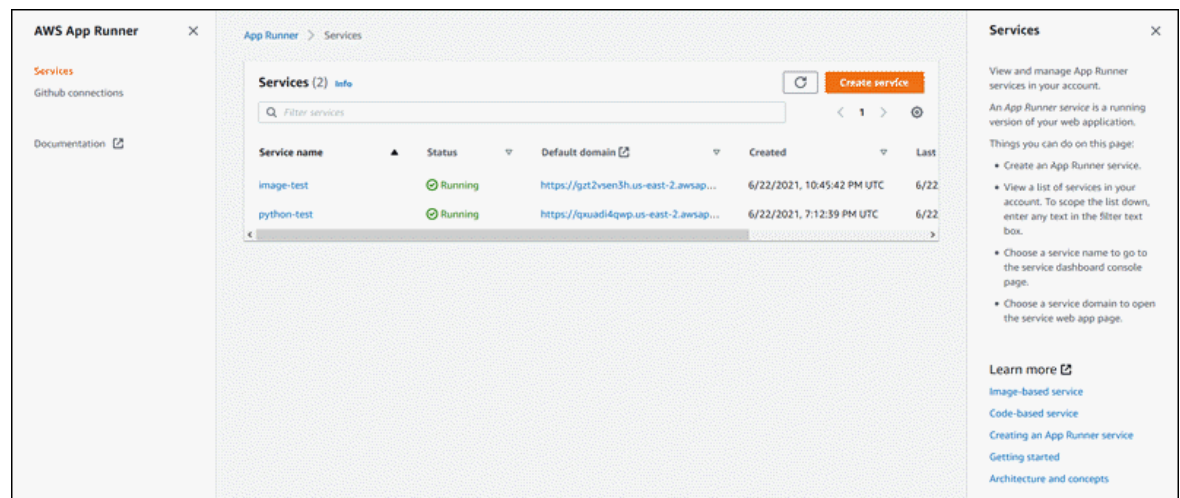 AWS App Runner
Services
Github connections
Documentation
App Runner > Services
Services (2) Info
Create service
Filter services
< 1 >
Service name Status Default domain Created Last
image-test Running https://gzt2vsen3h.us-east-2.awsap... 6/22/2021, 10:45:42 PM UTC 6/22
python-test Running https://qxuadi4qwp.us-east-2.awsap... 6/22/2021, 7:12:39 PM UTC 6/22
Services
View and manage App Runner
services in your account.
An App Runner service is a running
version of your web application.
Things you can do on this page:
• Create an App Runner service.
• View a list of services in your
account. To scope the list down,
enter any text in the filter text
box.
• Choose a service name to go to
the service dashboard console
page.
• Choose a service domain to open
the service web app page.
Learn more
Image-based service
Code-based service
Creating an App Runner service
Getting started
Architecture and concepts